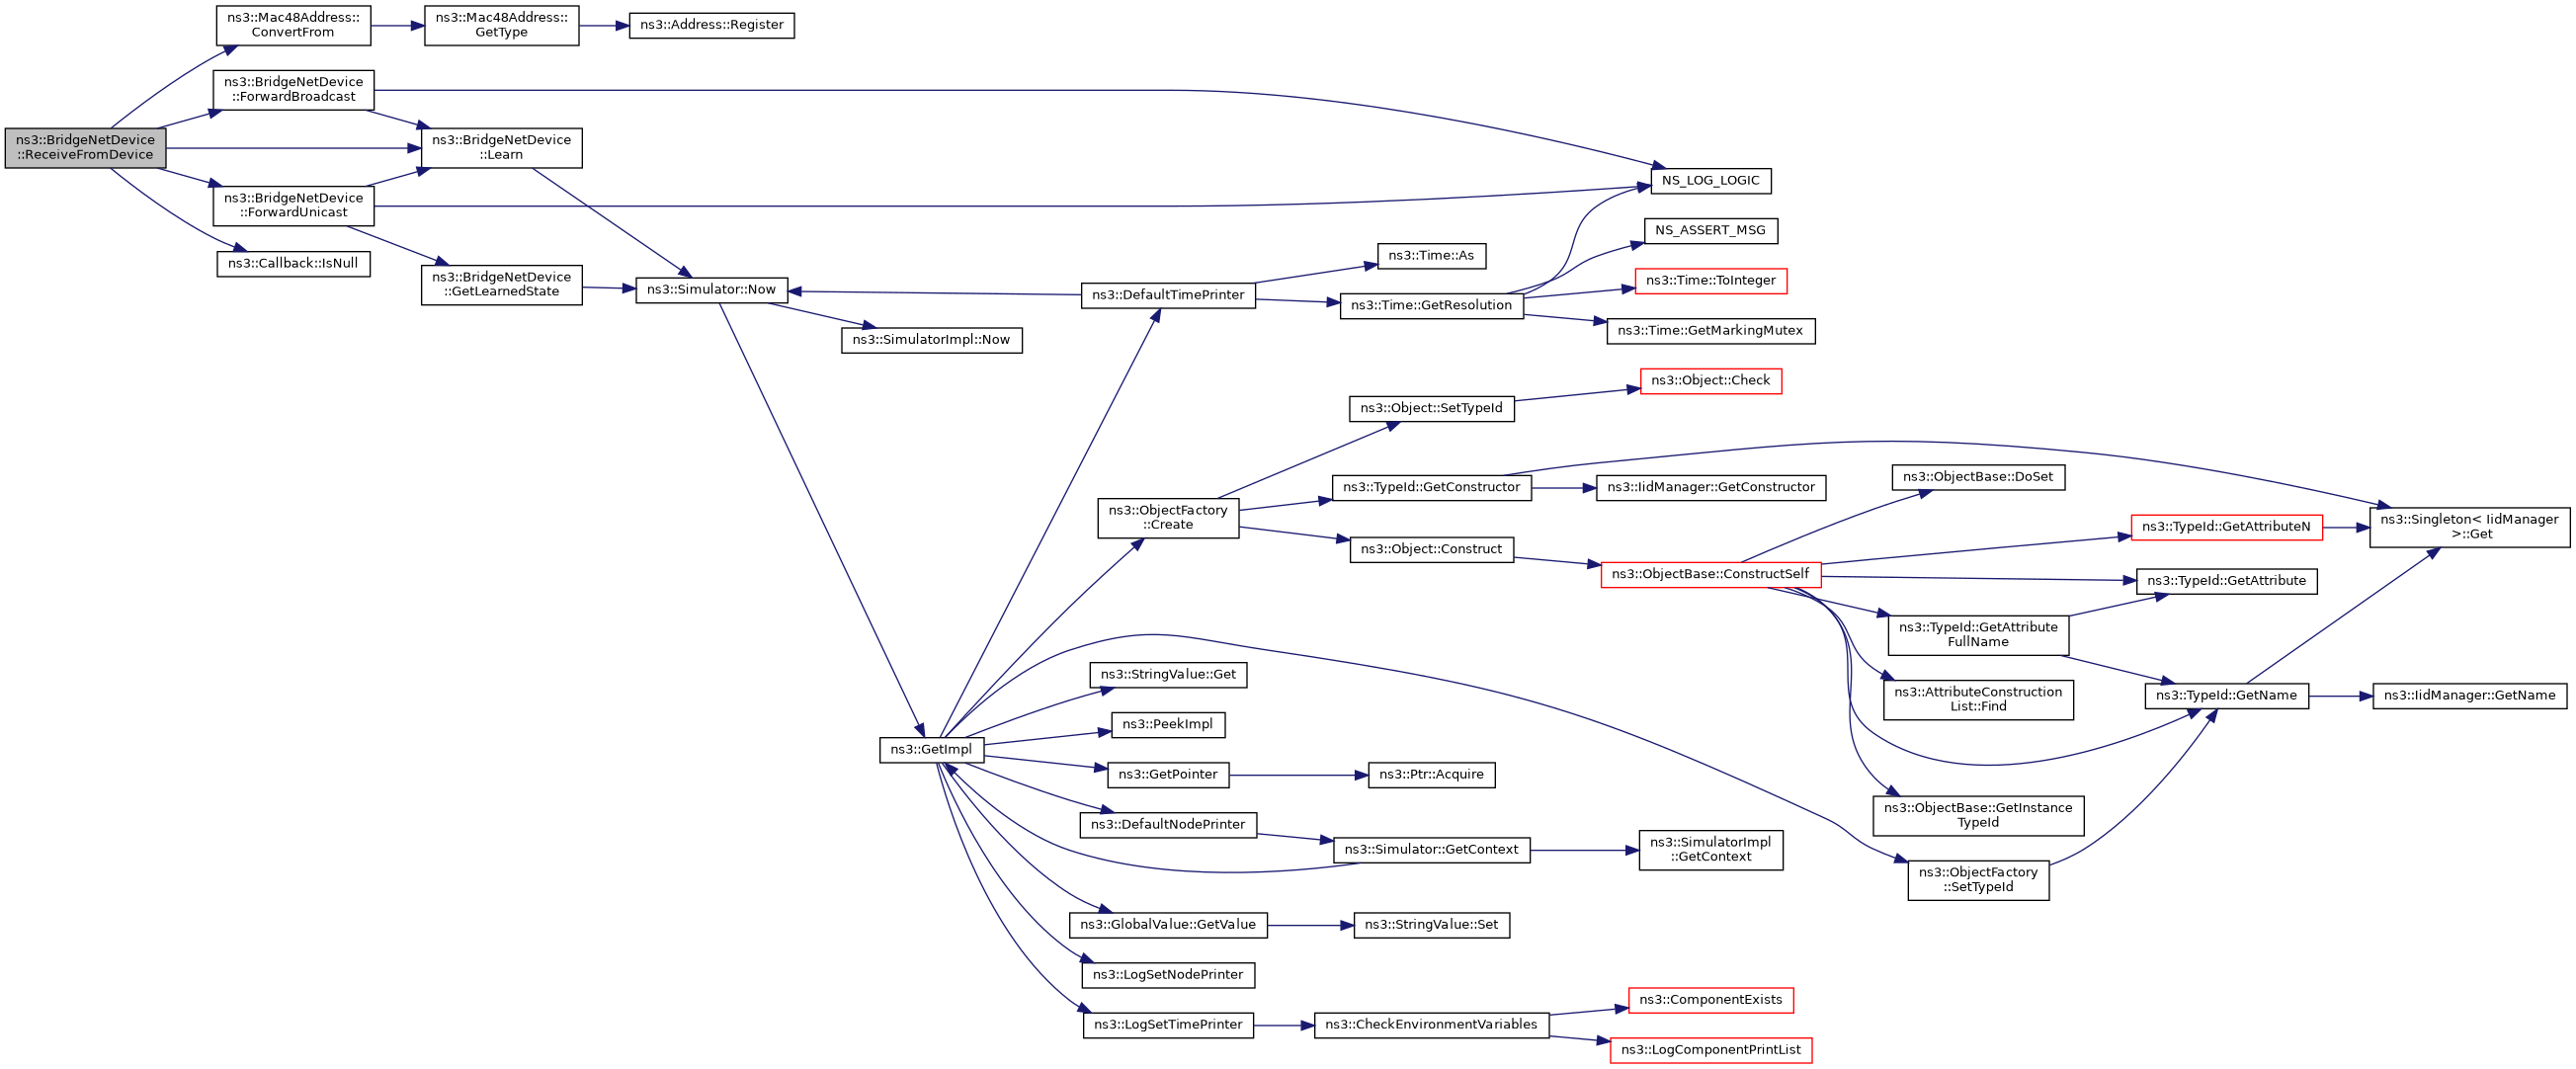 ns3::BridgeNetDevice
::ReceiveFromDevice
ns3::Mac48Address::
ConvertFrom
ns3::Mac48Address::
GetType
ns3::Address::Register
ns3::BridgeNetDevice
::ForwardBroadcast
ns3::BridgeNetDevice
::Learn
ns3::BridgeNetDevice
::ForwardUnicast
ns3::Callback::IsNull
ns3::BridgeNetDevice
::GetLearnedState
ns3::Simulator::Now
ns3::SimulatorImpl::Now
ns3::DefaultTimePrinter
ns3::Time::As
ns3::Time::GetResolution
NS_LOG_LOGIC
NS_ASSERT_MSG
ns3::Time::ToInteger
ns3::Time::GetMarkingMutex
ns3::Object::Check
ns3::Object::SetTypeId
ns3::TypeId::GetConstructor
ns3::IidManager::GetConstructor
ns3::ObjectFactory
::Create
ns3::Object::Construct
ns3::ObjectBase::ConstructSelf
ns3::ObjectBase::DoSet
ns3::TypeId::GetAttributeN
ns3::Singleton< IidManager
>::Get
ns3::TypeId::GetAttribute
ns3::TypeId::GetAttribute
FullName
ns3::AttributeConstruction
List::Find
ns3::TypeId::GetName
ns3::IidManager::GetName
ns3::ObjectBase::GetInstance
TypeId
ns3::ObjectFactory
::SetTypeId
ns3::GetImpl
ns3::StringValue::Get
ns3::PeekImpl
ns3::GetPointer
ns3::Ptr::Acquire
ns3::DefaultNodePrinter
ns3::Simulator::GetContext
ns3::SimulatorImpl
::GetContext
ns3::GlobalValue::GetValue
ns3::StringValue::Set
ns3::LogSetNodePrinter
ns3::LogSetTimePrinter
ns3::CheckEnvironmentVariables
ns3::ComponentExists
ns3::LogComponentPrintList